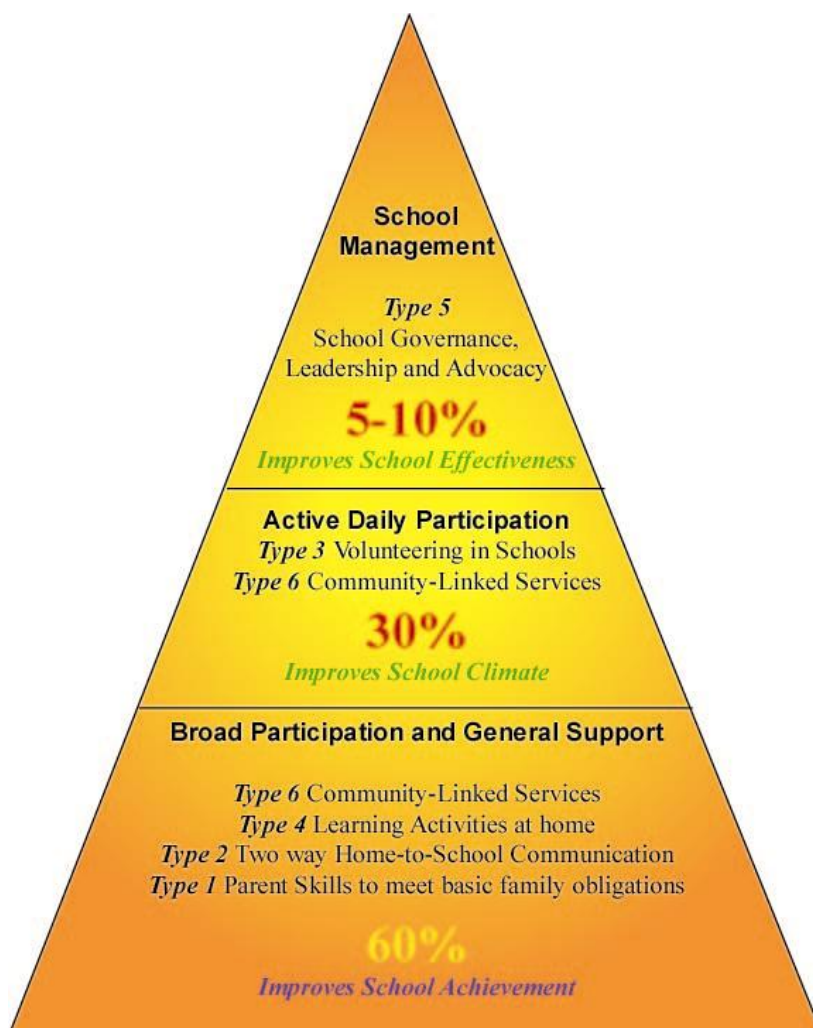 School
Management
Type 5
School Governance,
Leadership and Advocacy
5-10%
Improves School Effectiveness
Active Daily Participation
Type 3 Volunteering in Schools
Type 6 Community-Linked Services
30%
Improves School Climate
Broad Participation and General Support
Type 6 Community-Linked Services
Type 4 Learning Activities at home
Type 2 Two way Home-to-School Communication
Type 1 Parent Skills to meet basic family obligations
60%
Improves School Achievement